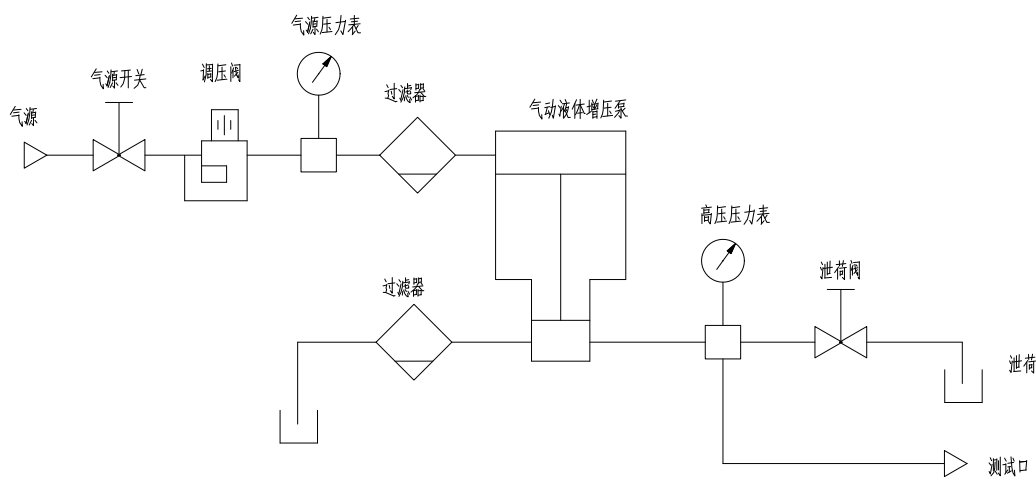 气源
气源开关
调压阀
气源压力表
过滤器
气动液体增压泵
过滤器
高压压力表
泄荷阀
泄荷
测试口